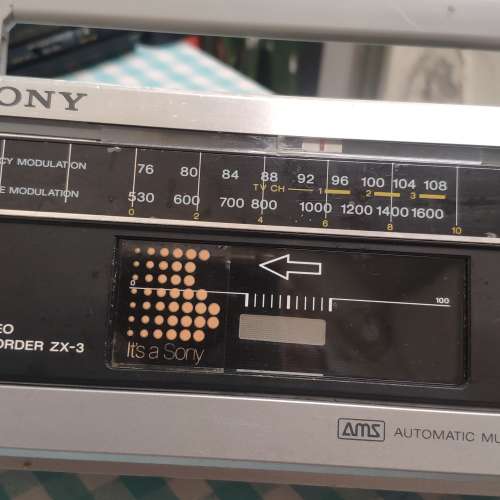 ONY
CY MODULATION 76 80 84 88 92 96 100 104 108
TV CH 1 2 3
E MODULATION 530 600 700 800 1000 1200 1400 1600
0 2 4 6 8 10
0 100
EO
ORDER ZX-3
It's a Sony
AMS AUTOMATIC MU